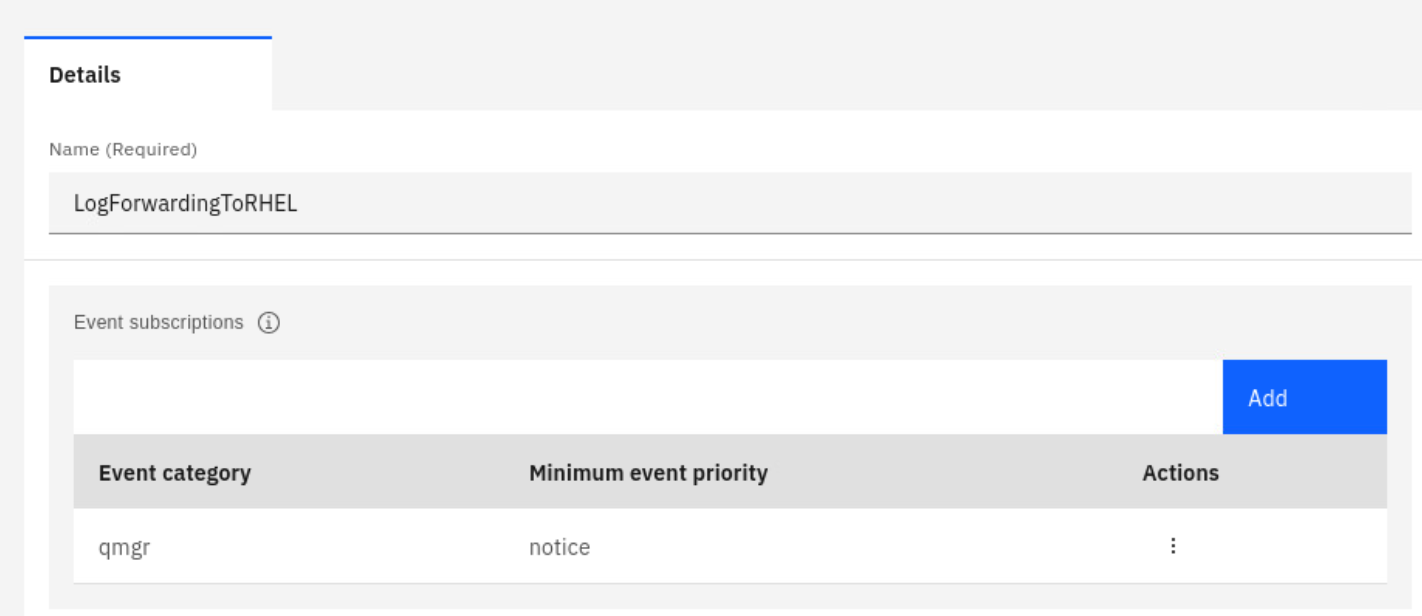 Details
Name (Required)
LogForwardingToRHEL
Event subscriptions
Add
Event category Minimum event priority Actions
qmgr notice